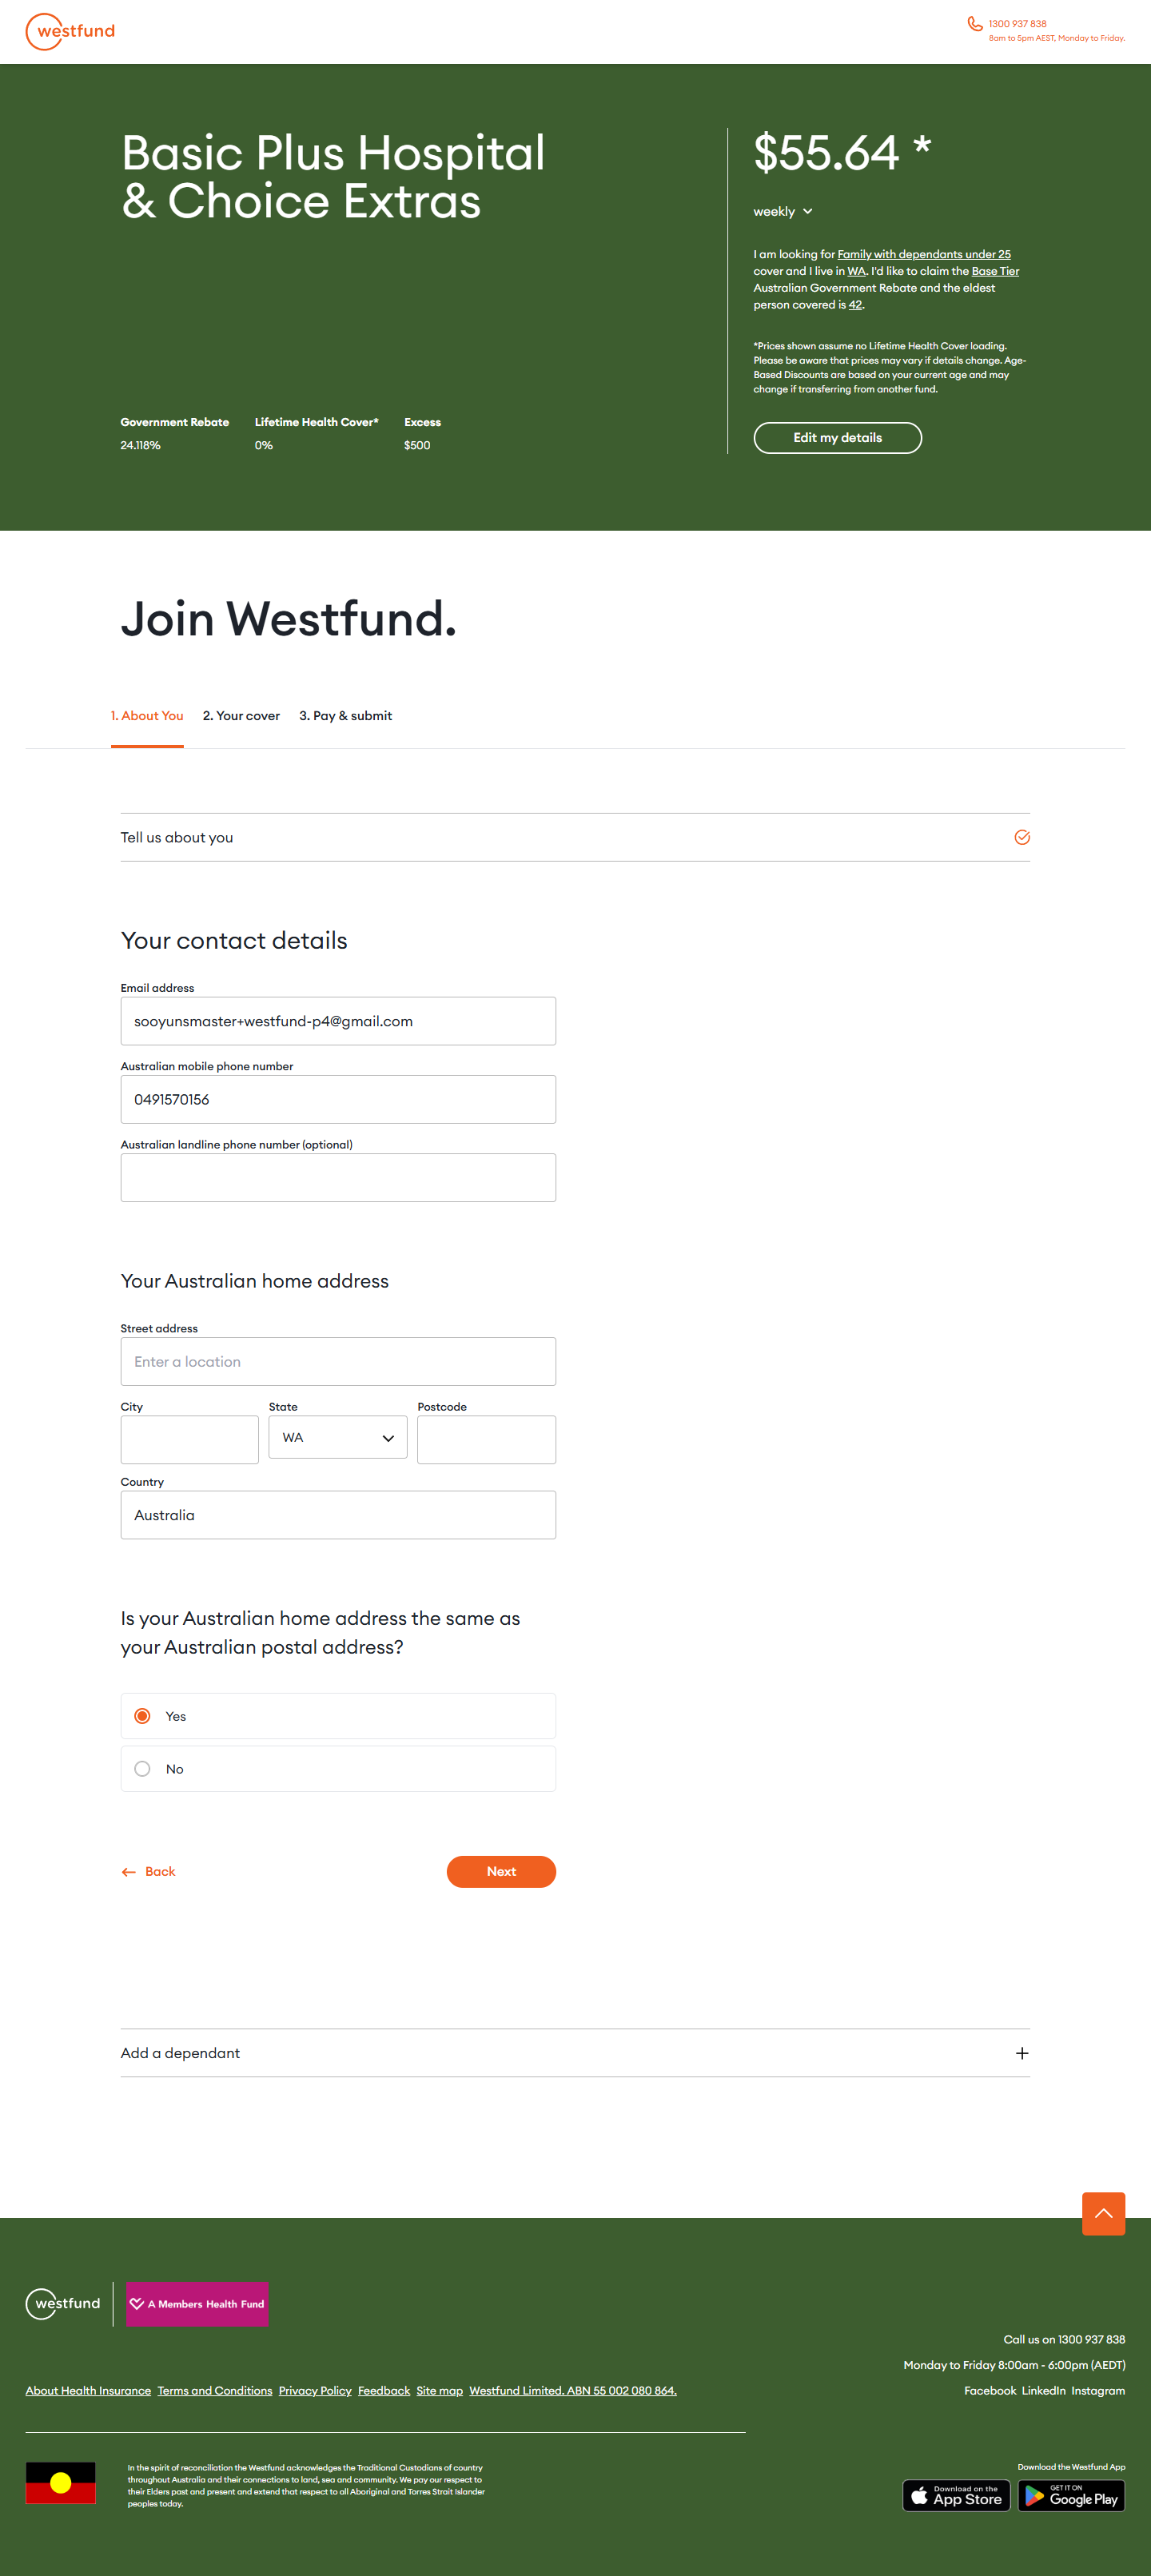 westfund
1300 937 838
8am to 5pm AEST, Monday to Friday.
Basic Plus Hospital
& Choice Extras
$55.64 *
weekly
I am looking for Family with dependants under 25
cover and I live in WA. I'd like to claim the Base Tier
Australian Government Rebate and the eldest
person covered is 42.
*Prices shown assume no Lifetime Health Cover loading.
Please be aware that prices may vary if details change. Age-
Based Discounts are based on your current age and may
change if transferring from another fund.
Government Rebate Lifetime Health Cover* Excess
24.118% 0% $500
Edit my details
Join Westfund.
1. About You 2. Your cover 3. Pay & submit
Tell us about you
Your contact details
Email address
sooyunsmaster+westfund-p4@gmail.com
Australian mobile phone number
0491570156
Australian landline phone number (optional)
Your Australian home address
Street address
Enter a location
City State Postcode
WA
Country
Australia
Is your Australian home address the same as
your Australian postal address?
Yes
No
Back Next
Add a dependant
westfund A Members Health Fund
Call us on 1300 937 838
Monday to Friday 8:00am - 6:00pm (AEDT)
About Health Insurance Terms and Conditions Privacy Policy Feedback Site map Westfund Limited. ABN 55 002 080 864.
Facebook LinkedIn Instagram
In the spirit of reconciliation the Westfund acknowledges the Traditional Custodians of country
throughout Australia and their connections to land, sea and community. We pay our respect to
their Elders past and present and extend that respect to all Aboriginal and Torres Strait Islander
peoples today.
Download the Westfund App
Download on the
App Store
GET IT ON
Google Play